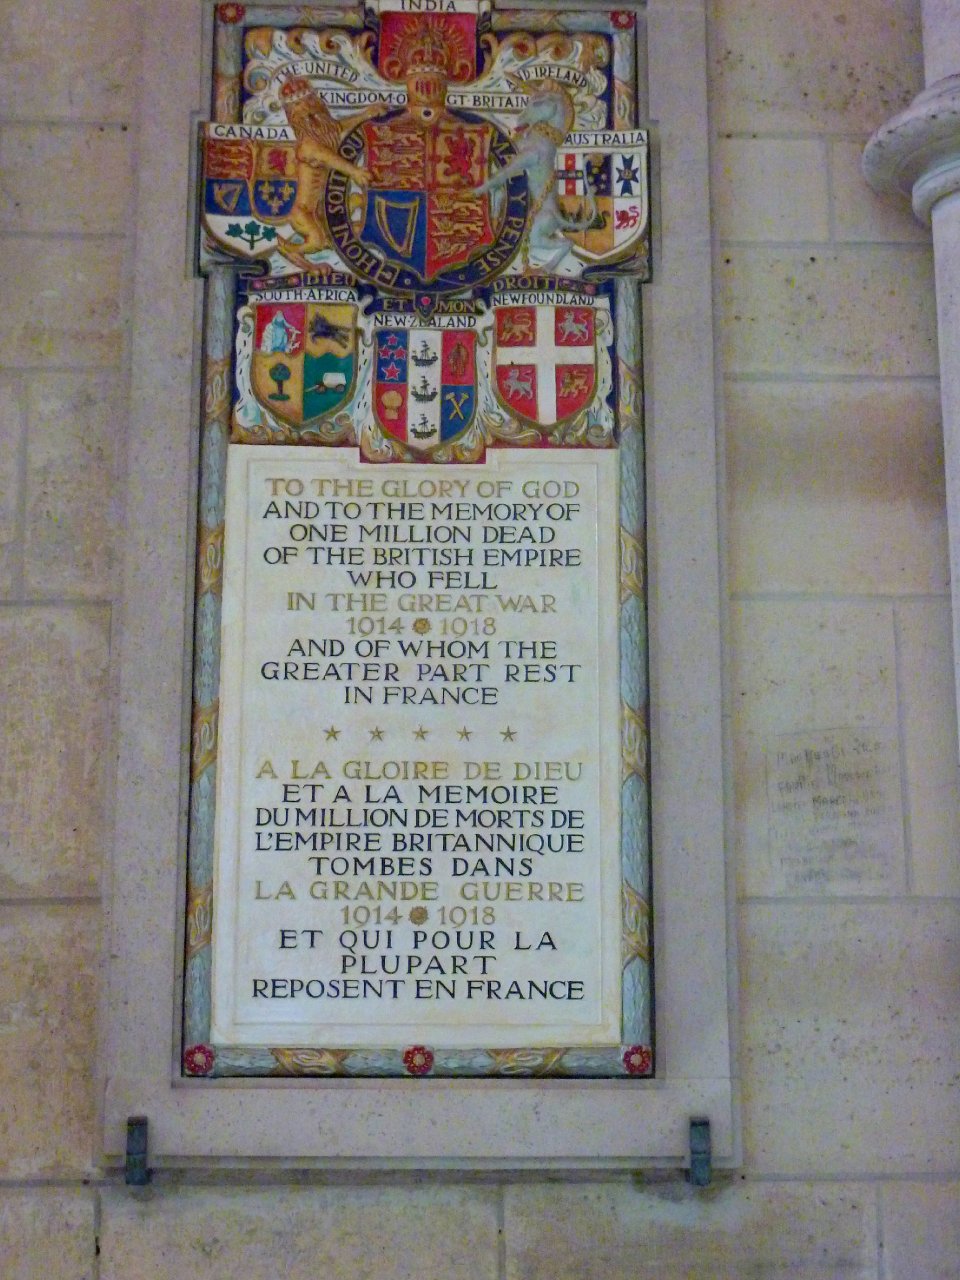 INDIA
THE·UNITED
KINGDOM·OF
GT·BRITAIN
AND·IRELAND
CANADA
AUSTRALIA
HONI SOIT QUI MAL Y PENSE
DIEU ET MON DROIT
SOUTH·AFRICA
NEW·ZEALAND
NEWFOUNDLAND
TO THE GLORY OF GOD
AND TO THE MEMORY OF
ONE MILLION DEAD
OF THE BRITISH EMPIRE
WHO FELL
IN THE GREAT WAR
1914 1918
AND OF WHOM THE
GREATER PART REST
IN FRANCE
A LA GLOIRE DE DIEU
ET A LA MEMOIRE
DU MILLION DE MORTS DE
L'EMPIRE BRITANNIQUE
TOMBES DANS
LA GRANDE GUERRE
1914 1918
ET QUI POUR LA
PLUPART
REPOSENT EN FRANCE